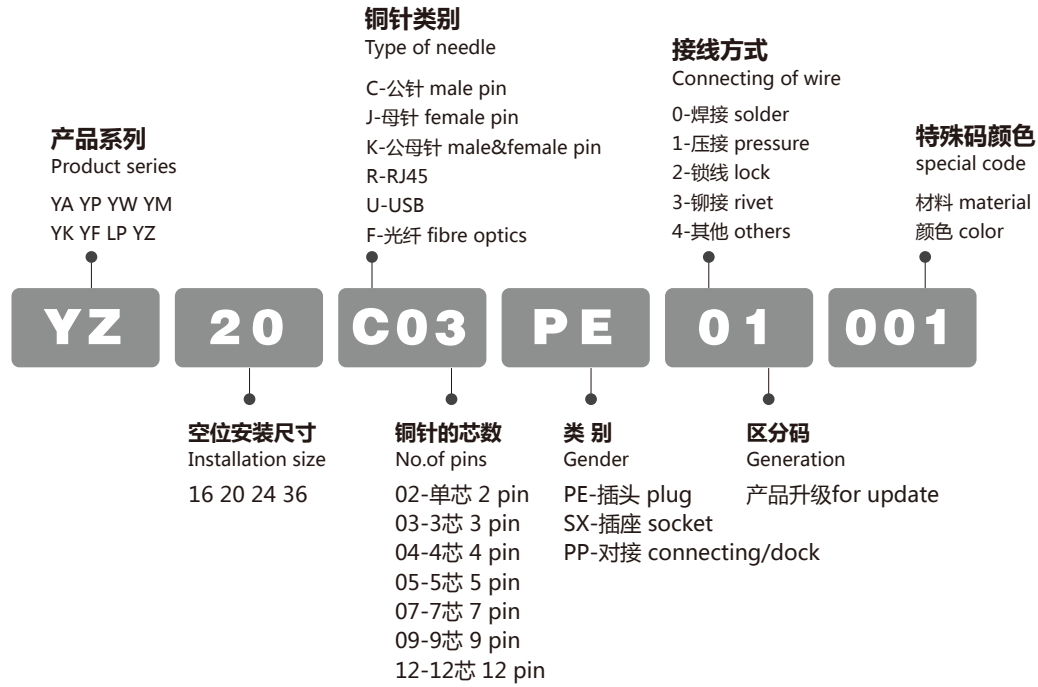 铜针类别
Type of needle
C-公针 male pin
J-母针 female pin
K-公母针 male&female pin
R-RJ45
U-USB
F-光纤 fibre optics
接线方式
Connecting of wire
0-焊接 solder
1-压接 pressure
2-锁线 lock
3-铆接 rivet
4-其他 others
产品系列
Product series
YA YP YW YM
YK YF LP YZ
特殊码颜色
special code
材料 material
颜色 color
YZ 20 C03 PE 01 001
空位安装尺寸
Installation size
16 20 24 36
铜针的芯数
No.of pins
02-单芯 2 pin
03-3芯 3 pin
04-4芯 4 pin
05-5芯 5 pin
07-7芯 7 pin
09-9芯 9 pin
12-12芯 12 pin
类 别
Gender
PE-插头 plug
SX-插座 socket
PP-对接 connecting/dock
区分码
Generation
产品升级for update